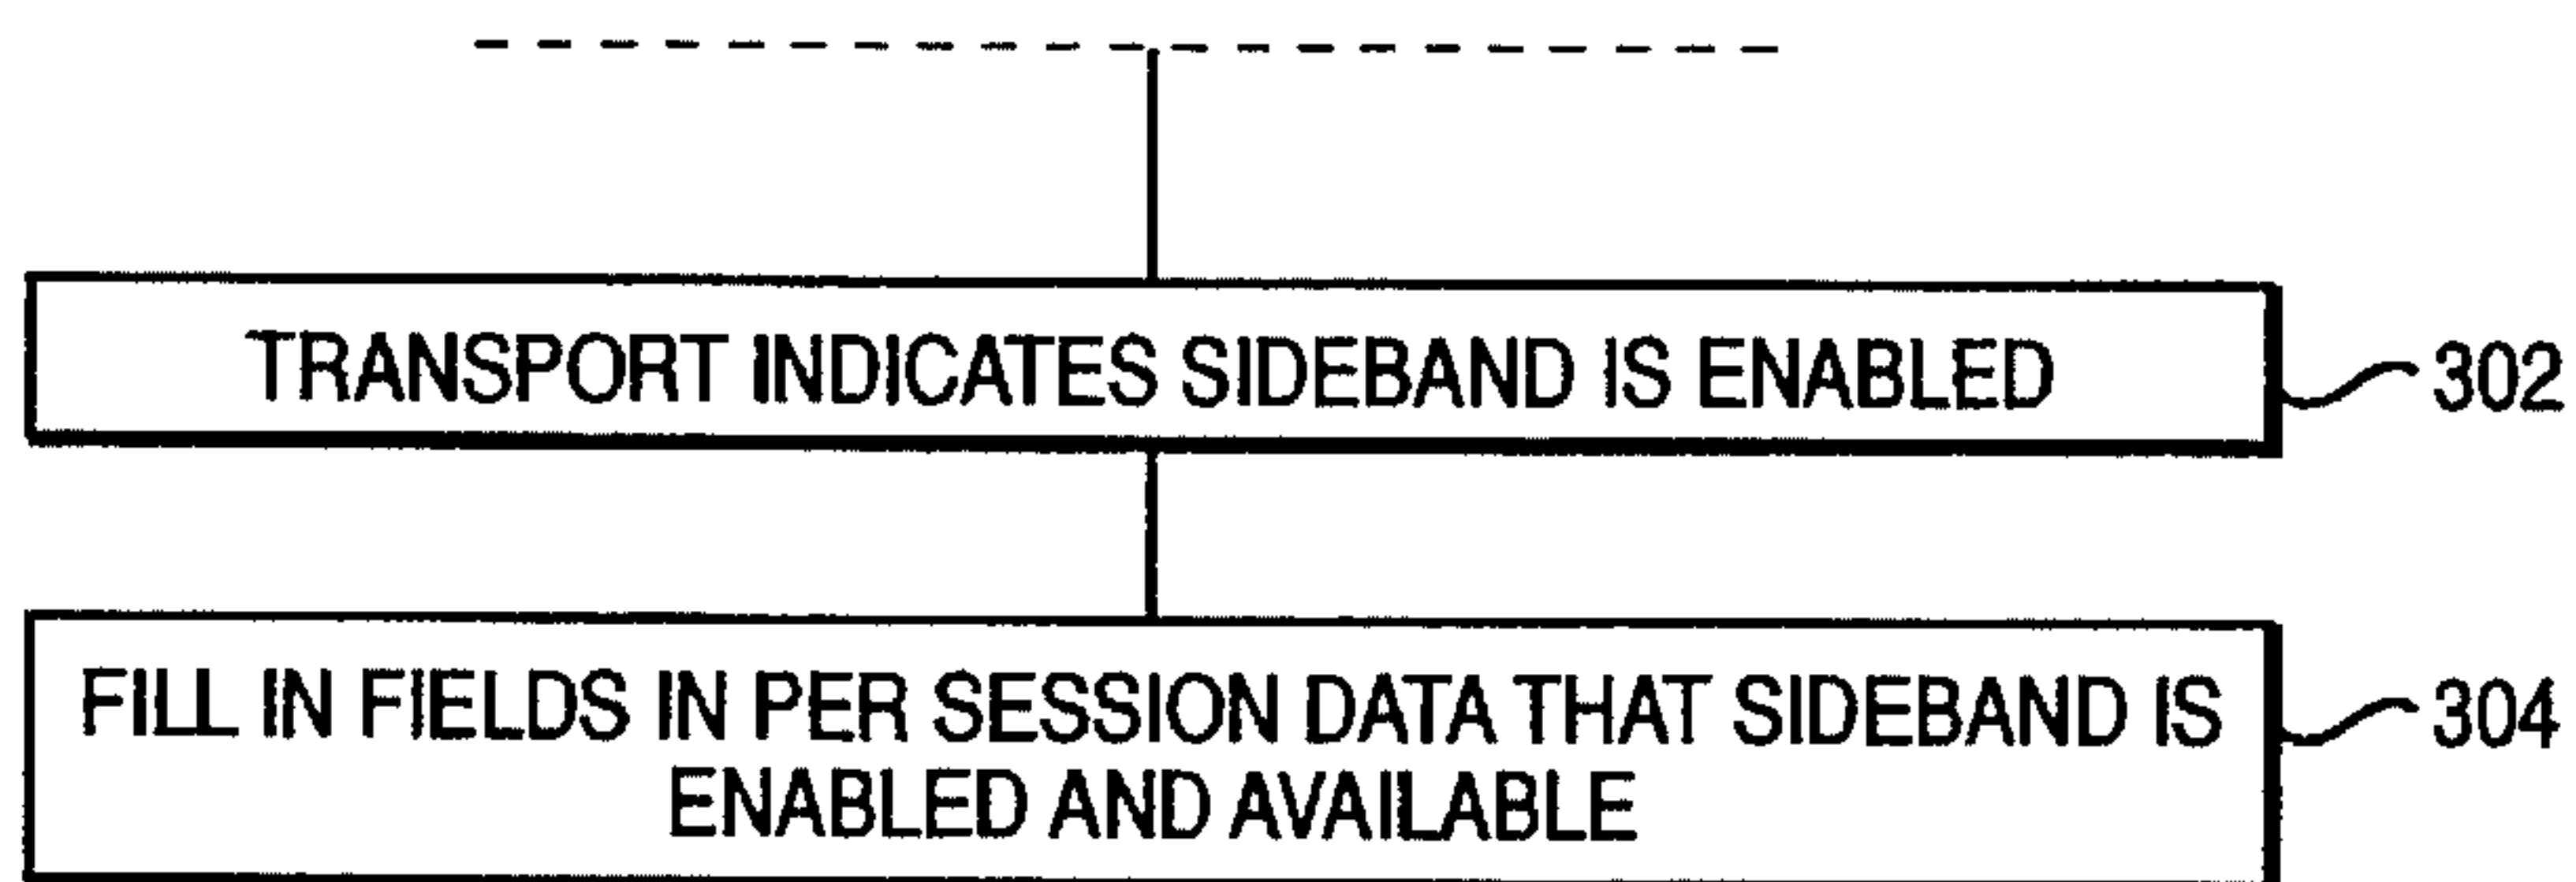 TRANSPORT INDICATES SIDEBAND IS ENABLED
302
FILL IN FIELDS IN PER SESSION DATA THAT SIDEBAND IS
ENABLED AND AVAILABLE
304